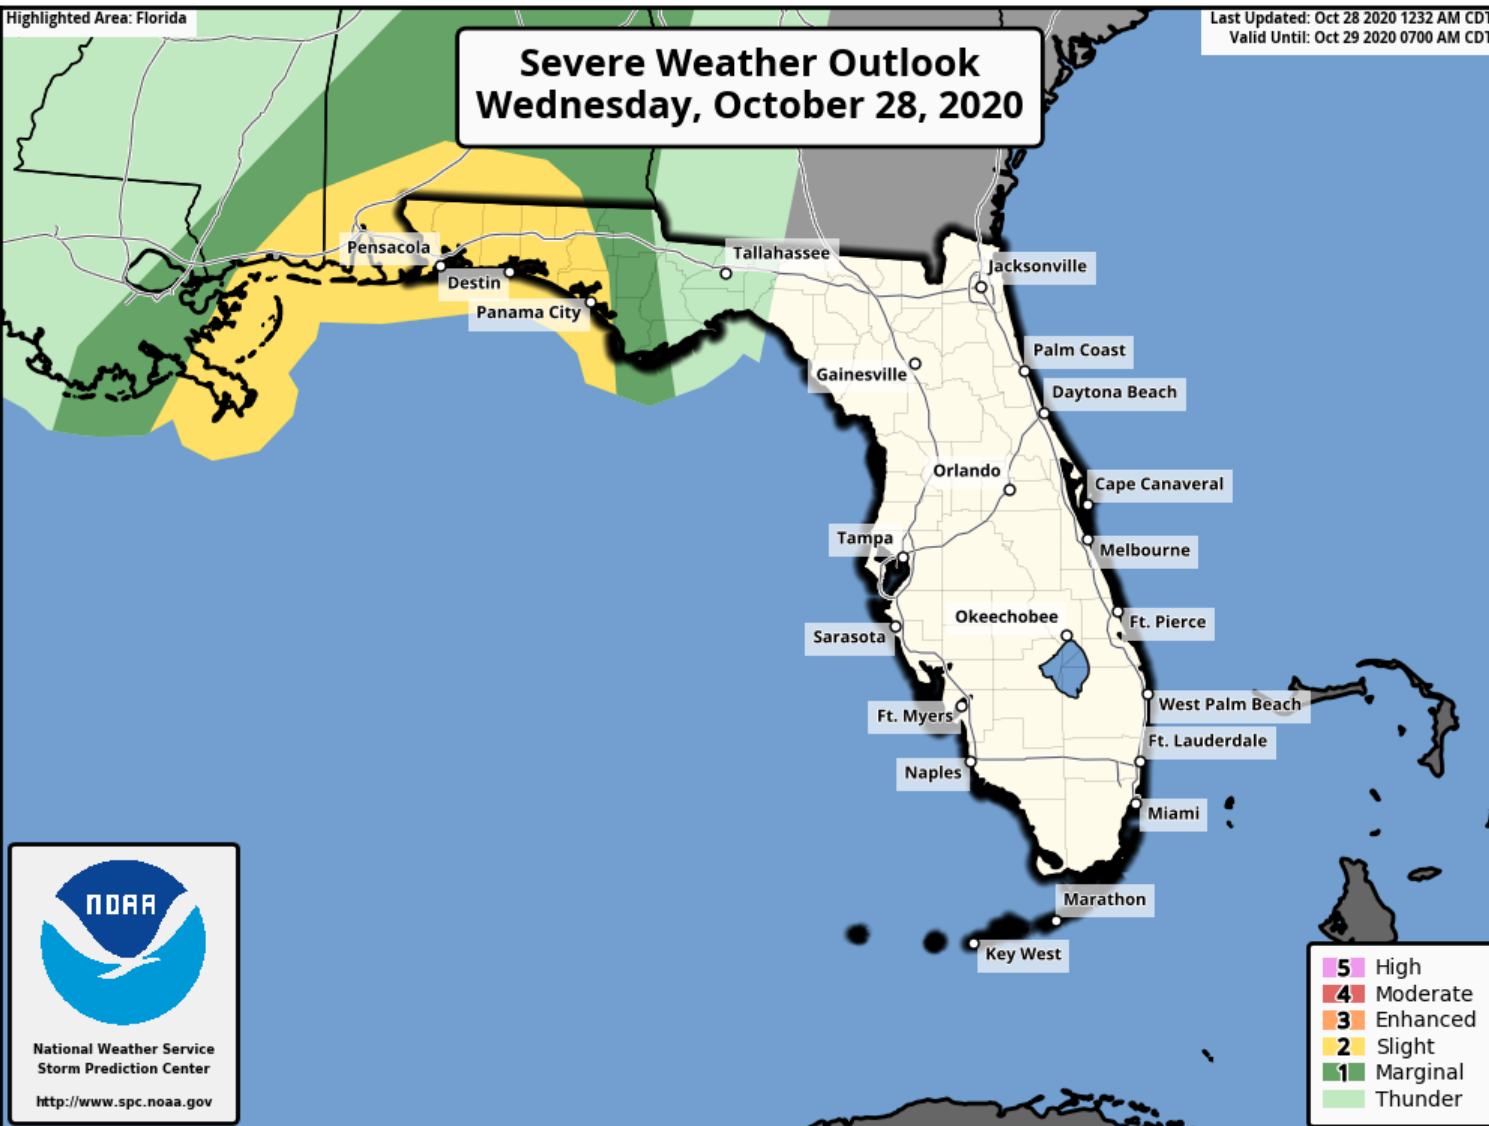 Highlighted Area: Florida
Last Updated: Oct 28 2020 1232 AM CDT
Valid Until: Oct 29 2020 0700 AM CDT
Severe Weather Outlook
Wednesday, October 28, 2020
Pensacola
Tallahassee
Jacksonville
Destin
Panama City
Palm Coast
Gainesville
Daytona Beach
Orlando
Cape Canaveral
Tampa
Melbourne
Okeechobee
Ft. Pierce
Sarasota
West Palm Beach
Ft. Myers
Ft. Lauderdale
Naples
Miami
Marathon
Key West
NOAA
National Weather Service
Storm Prediction Center
http://www.spc.noaa.gov
5 High
4 Moderate
3 Enhanced
2 Slight
1 Marginal
Thunder